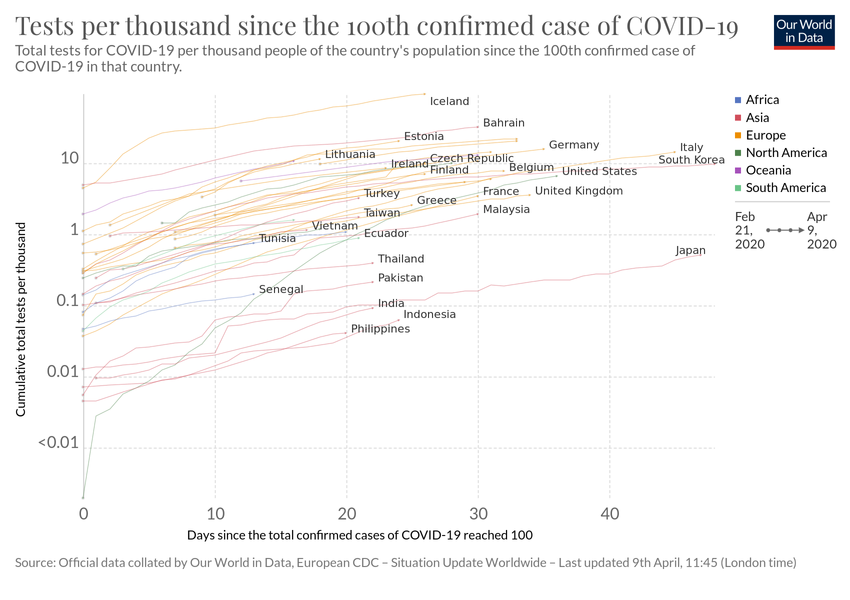 Tests per thousand since the 100th confirmed case of COVID-19
Our World
in Data
Total tests for COVID-19 per thousand people of the country's population since the 100th confirmed case of
COVID-19 in that country.
Iceland
Bahrain
Estonia
Germany
Italy
Lithuania
Ireland
Czech Republic
South Korea
Finland
Belgium
United States
Turkey
France
United Kingdom
Greece
Taiwan
Malaysia
Vietnam
Ecuador
Tunisia
Japan
Thailand
Pakistan
Senegal
India
Indonesia
Philippines
10
1
0.1
0.01
<0.01
Cumulative total tests per thousand
0
10
20
30
40
Days since the total confirmed cases of COVID-19 reached 100
Africa
Asia
Europe
North America
Oceania
South America
Feb
21,
2020
Apr
9,
2020
Source: Official data collated by Our World in Data, European CDC – Situation Update Worldwide – Last updated 9th April, 11:45 (London time)